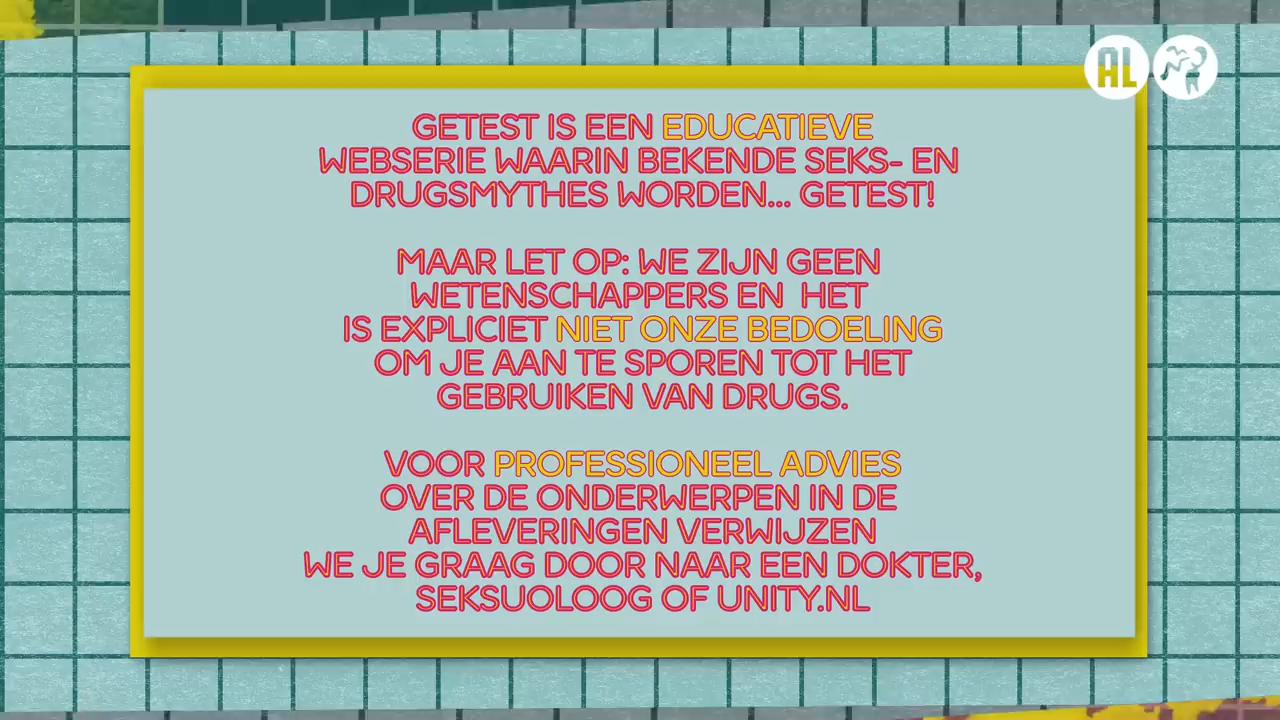 AL
GETEST IS EEN EDUCATIEVE
WEBSERIE WAARIN BEKENDE SEKS- EN
DRUGSMYTHES WORDEN... GETEST!
MAAR LET OP: WE ZIJN GEEN
WETENSCHAPPERS EN HET
IS EXPLICIET NIET ONZE BEDOELING
OM JE AAN TE SPOREN TOT HET
GEBRUIKEN VAN DRUGS.
VOOR PROFESSIONEEL ADVIES
OVER DE ONDERWERPEN IN DE
AFLEVERINGEN VERWIJZEN
WE JE GRAAG DOOR NAAR EEN DOKTER,
SEKSUOLOOG OF UNITY.NL